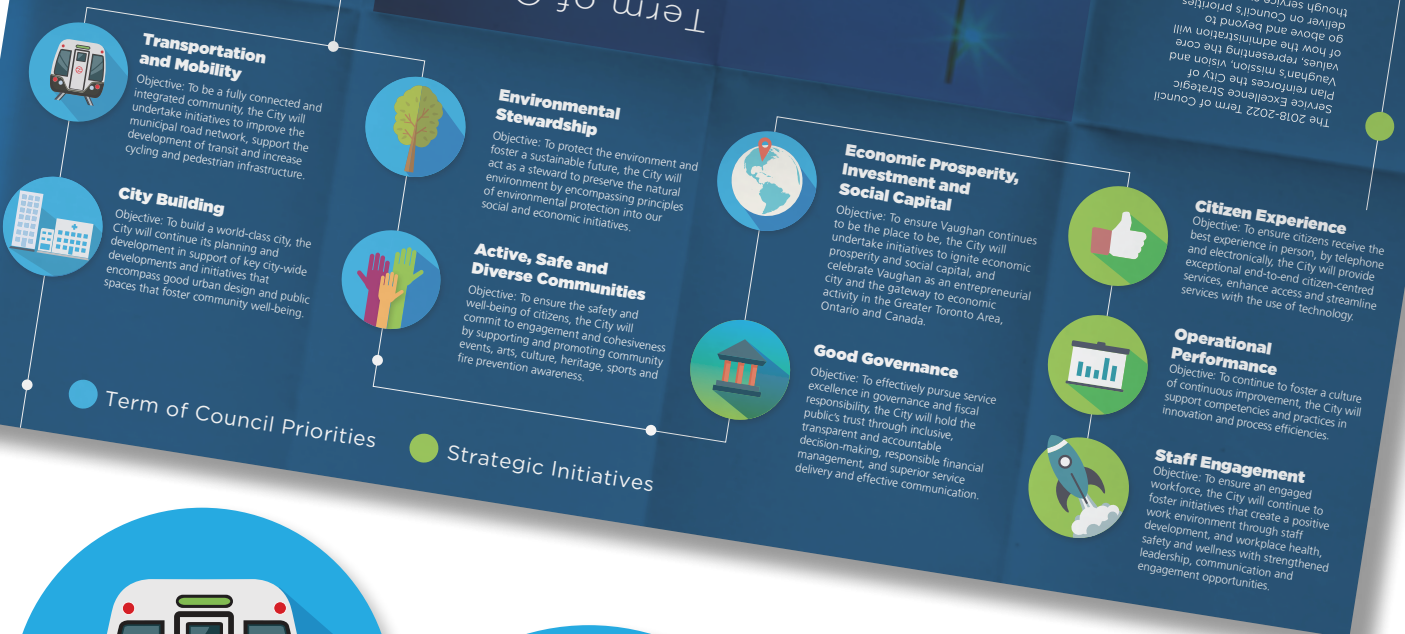 Term of C
The 2018-2022 Term of Council
Service Excellence Strategic
Plan reinforces the City of
Vaughan's mission, vision and
values, representing the core
of how the administration will
go above and beyond to
deliver on Council's priorities
though service
Transportation
and Mobility
Objective: To be a fully connected and
integrated community, the City will
undertake initiatives to improve the
municipal road network, support the
development of transit and increase
cycling and pedestrian infrastructure.
City Building
Objective: To build a world-class city, the
City will continue its planning and
development in support of key city-wide
developments and initiatives that
encompass good urban design and public
spaces that foster community well-being.
Environmental
Stewardship
Objective: To protect the environment and
foster a sustainable future, the City will
act as a steward to preserve the natural
environment by encompassing principles
of environmental protection into our
social and economic initiatives.
Active, Safe and
Diverse Communities
Objective: To ensure the safety and
well-being of citizens, the City will
commit to engagement and cohesiveness
by supporting and promoting community
events, arts, culture, heritage, sports and
fire prevention awareness.
Economic Prosperity,
Investment and
Social Capital
Objective: To ensure Vaughan continues
to be the place to be, the City will
undertake initiatives to ignite economic
prosperity and social capital, and
celebrate Vaughan as an entrepreneurial
city and the gateway to economic
activity in the Greater Toronto Area,
Ontario and Canada.
Good Governance
Objective: To effectively pursue service
excellence in governance and fiscal
responsibility, the City will hold the
public's trust through inclusive,
transparent and accountable
decision-making, responsible financial
management, and superior service
delivery and effective communication.
Citizen Experience
Objective: To ensure citizens receive the
best experience in person, by telephone
and electronically, the City will provide
exceptional end-to-end citizen-centred
services, enhance access and streamline
services with the use of technology.
Operational
Performance
Objective: To continue to foster a culture
of continuous improvement, the City will
support competencies and practices in
innovation and process efficiencies.
Staff Engagement
Objective: To ensure an engaged
workforce, the City will continue to
foster initiatives that create a positive
work environment through staff
development, and workplace health,
safety and wellness with strengthened
leadership, communication and
engagement opportunities.
Term of Council Priorities
Strategic Initiatives